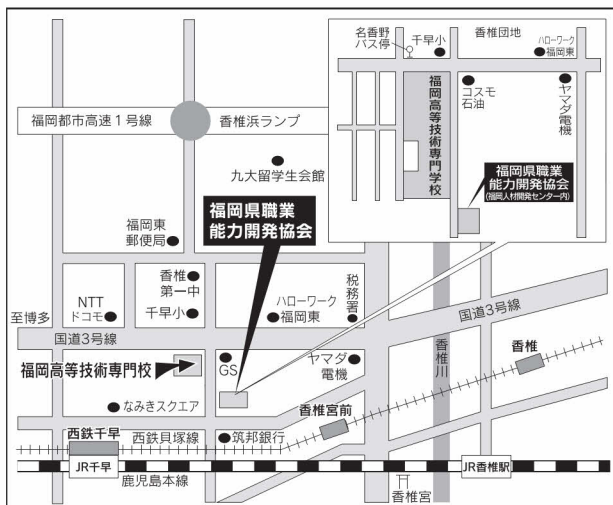 名香野
バス停
千早小
香椎団地
ハローワーク
福岡東
福岡高等技術専門学校
コスモ
石油
ヤマダ電機
福岡県職業
能力開発協会
(福岡人材開発センター内)
福岡都市高速1号線
香椎浜ランプ
九大留学生会館
福岡県職業
能力開発協会
福岡東
郵便局
香椎
第一中
NTT
ドコモ
千早小
ハローワーク
福岡東
税務署
至博多
国道3号線
国道3号線
福岡高等技術専門校
GS
ヤマダ
電機
香椎川
香椎
なみきスクエア
香椎宮前
西鉄千早
西鉄貝塚線
筑邦銀行
JR千早
JR香椎駅
鹿児島本線
香椎宮